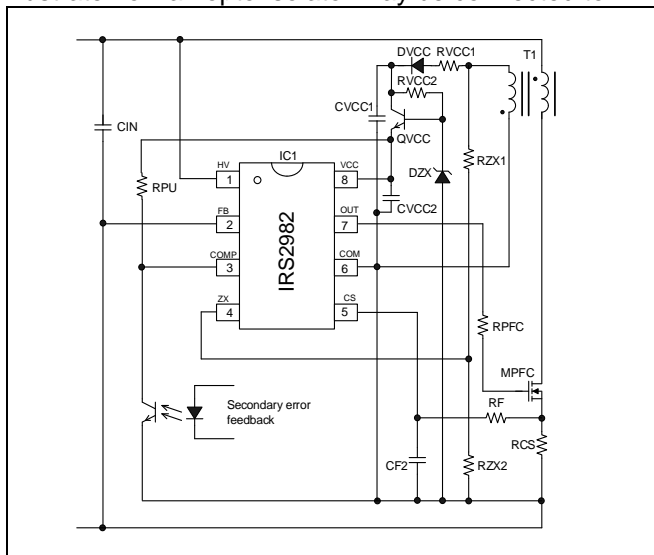 DVCC RVCC1
T1
RVCC2
CVCC1
CIN
QVCC
IC1
DZX
RZX1
HV
VCC
1
8
RPU
CVCC2
FB
OUT
2
7
IRS2982
COMP
COM
3
6
ZX
CS
4
5
RPFC
MPFC
Secondary error
feedback
RF
RCS
CF2
RZX2